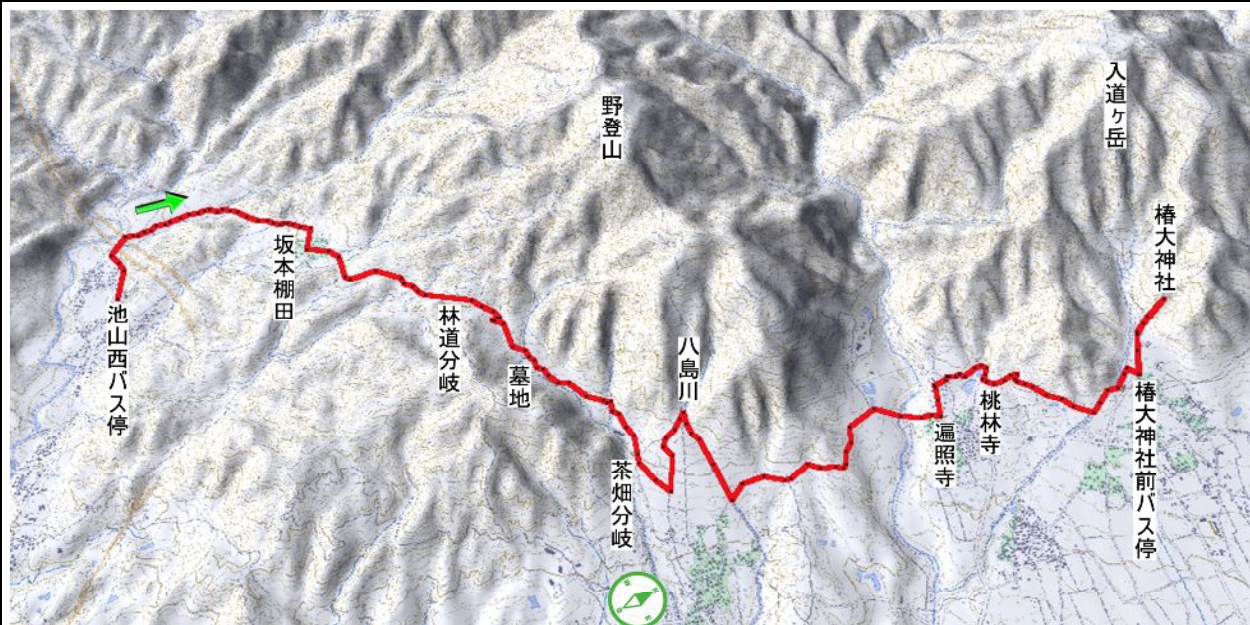 池山西バス停
坂本棚田
林道分岐
墓地
野登山
茶畑分岐
八島川
遍照寺
桃林寺
入道ヶ岳
椿大神社
椿大神社前バス停